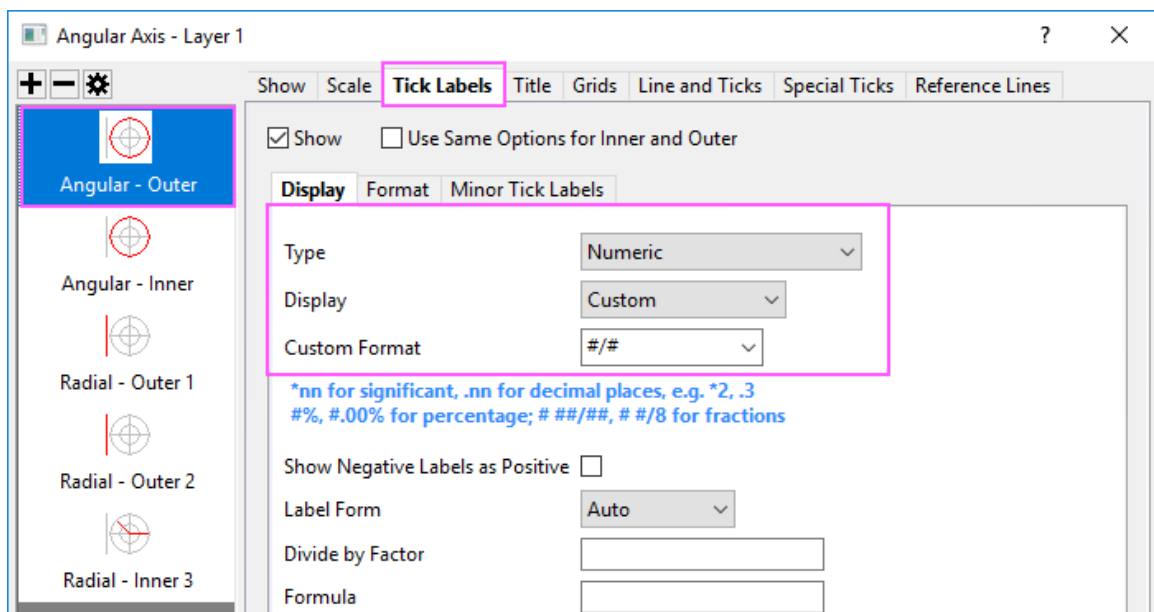 Angular Axis - Layer 1
Show Scale Tick Labels Title Grids Line and Ticks Special Ticks Reference Lines
Show Use Same Options for Inner and Outer
Angular - Outer
Display Format Minor Tick Labels
Type Numeric
Angular - Inner
Display Custom
Custom Format #/#
Radial - Outer 1
*nn for significant, .nn for decimal places, e.g. *2, .3
#%, #.00% for percentage; # ##/##, # #/8 for fractions
Radial - Outer 2
Show Negative Labels as Positive
Label Form Auto
Divide by Factor
Radial - Inner 3
Formula